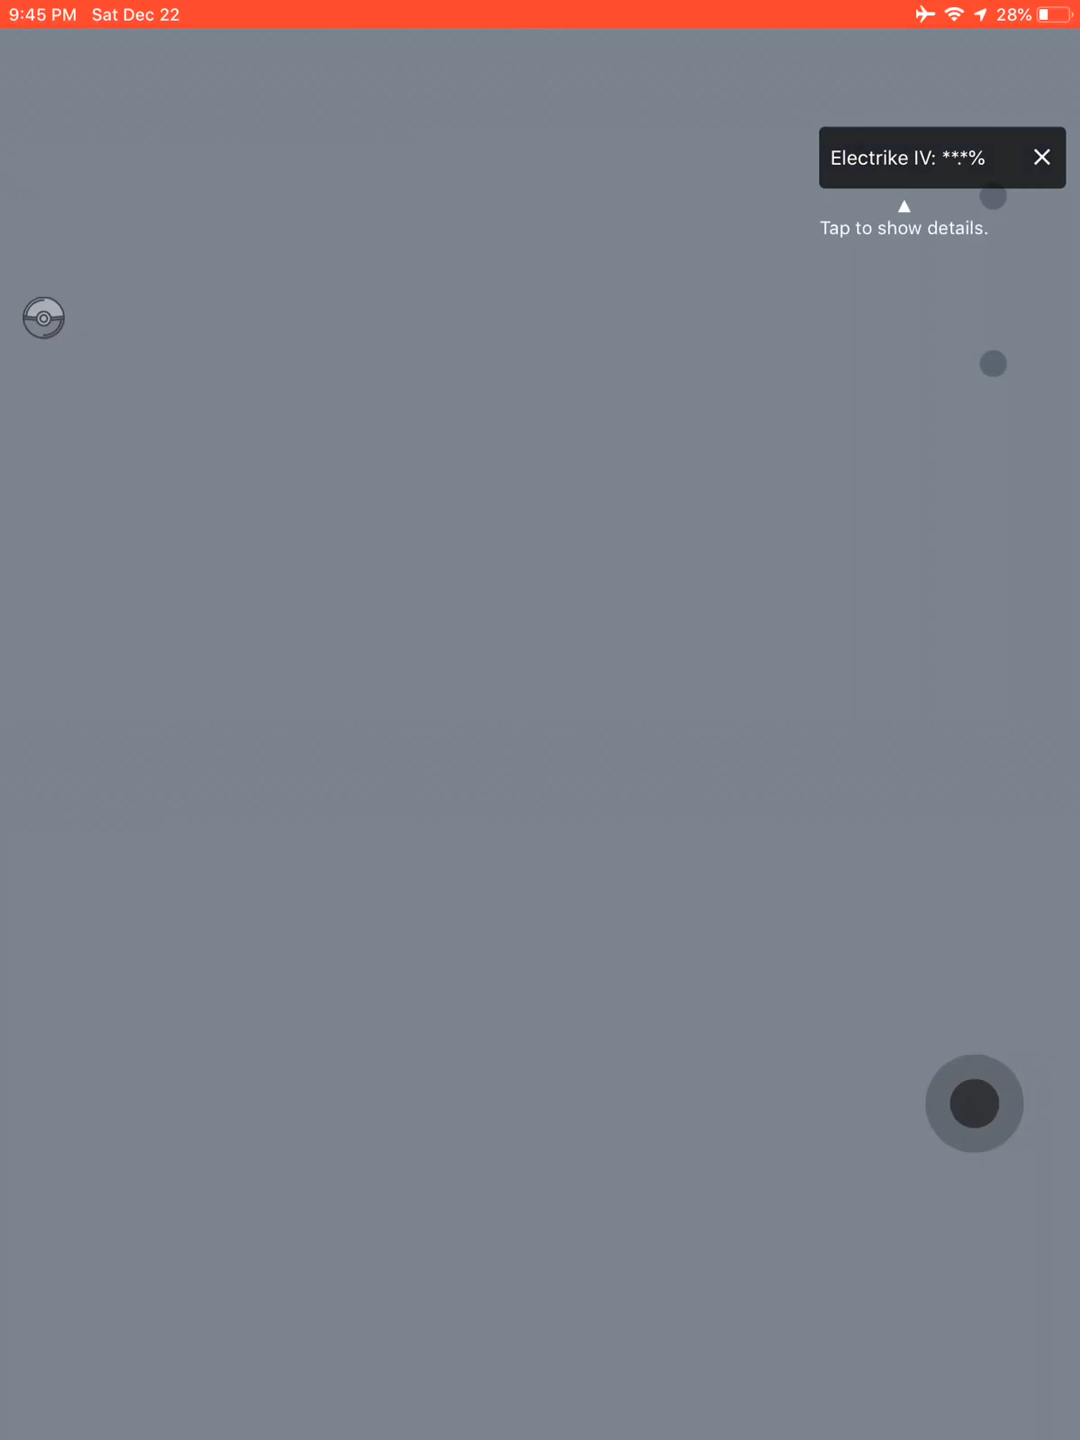 9:45 PM Sat Dec 22 28%
Electrike IV: **.*%
Tap to show details.